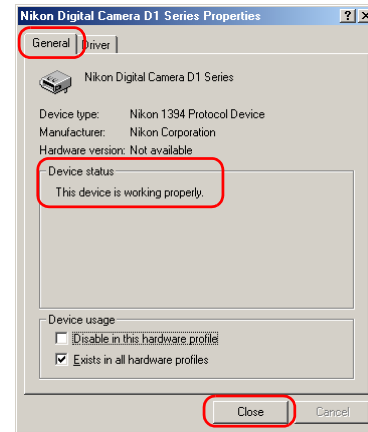 Nikon Digital Camera D1 Series Properties ? x
General Driver
Nikon Digital Camera D1 Series
Device type: Nikon 1394 Protocol Device
Manufacturer: Nikon Corporation
Hardware version: Not available
Device status
This device is working properly.
Device usage
Disable in this hardware profile
Exists in all hardware profiles
Close Cancel